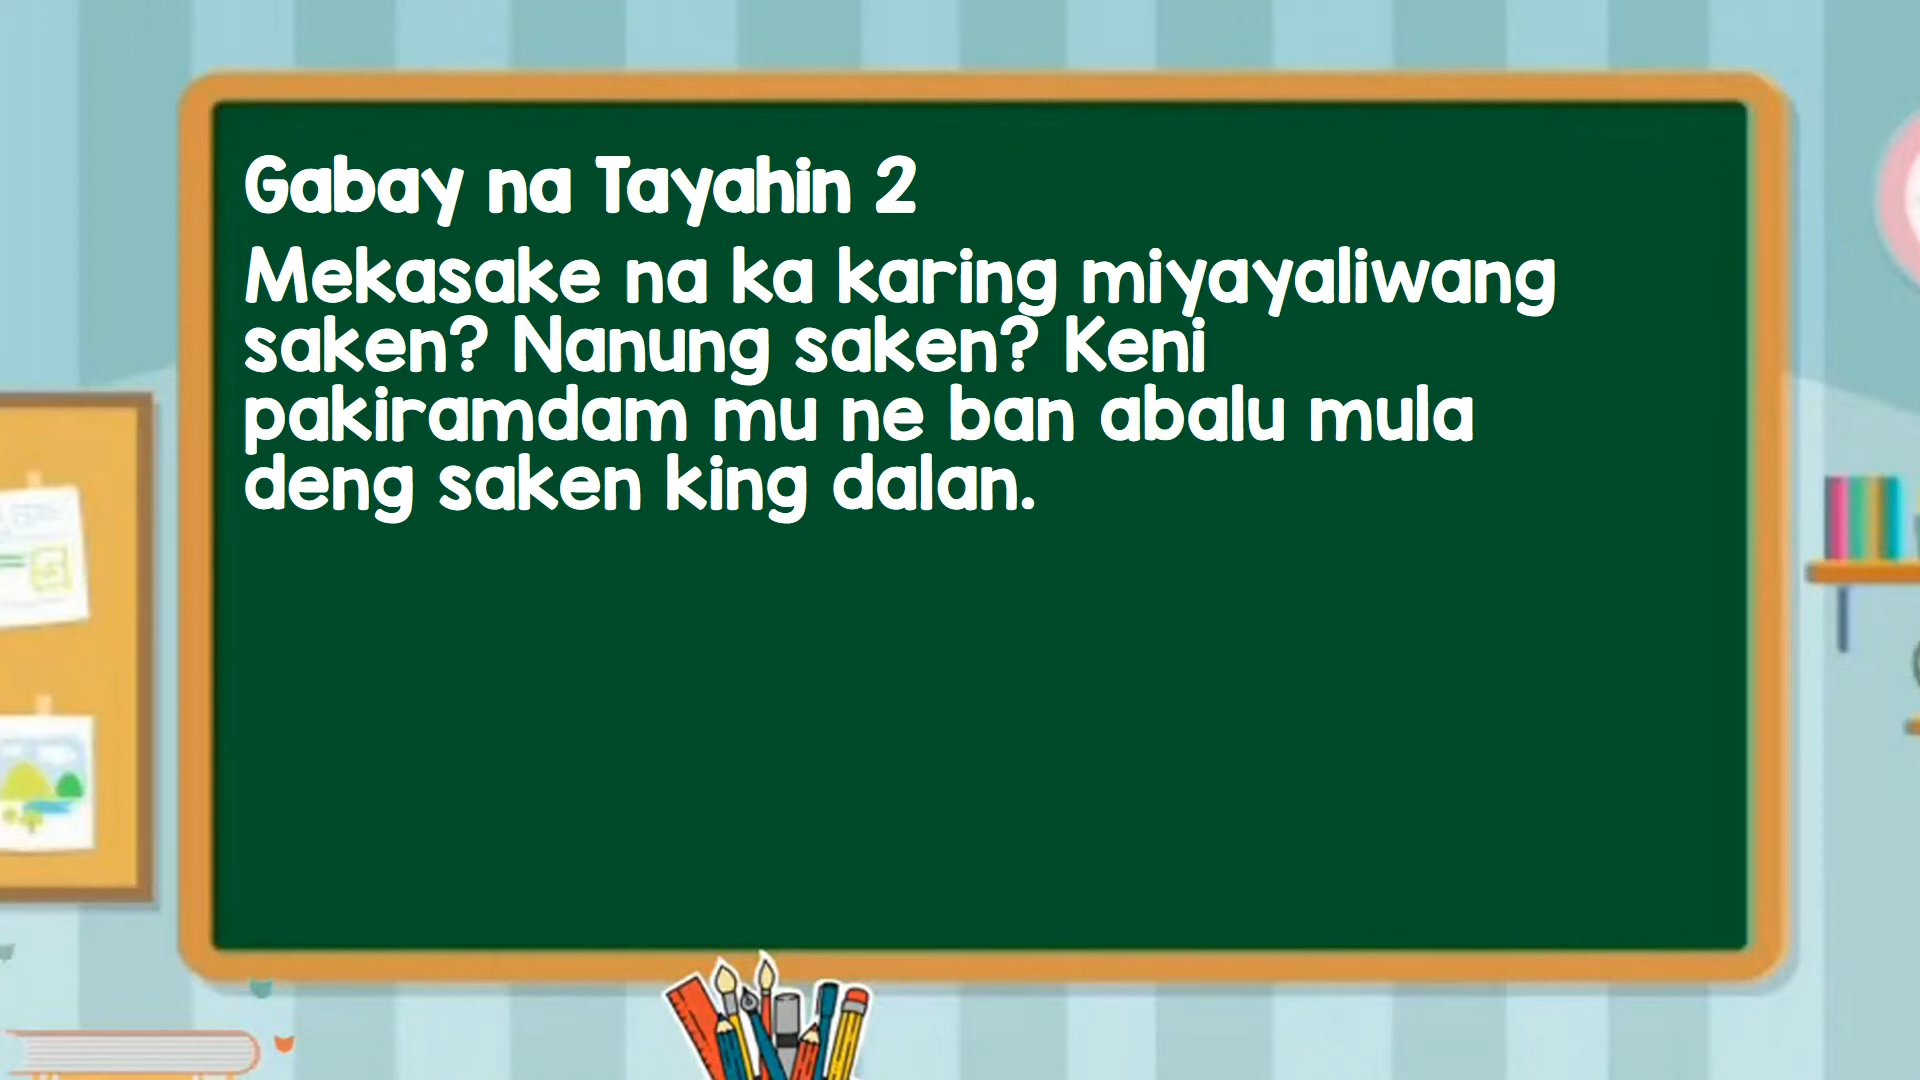 Gabay na Tayahin 2
Mekasake na ka karing miyayaliwang
saken? Nanung saken? Keni
pakiramdam mu ne ban abalu mula
deng saken king dalan.